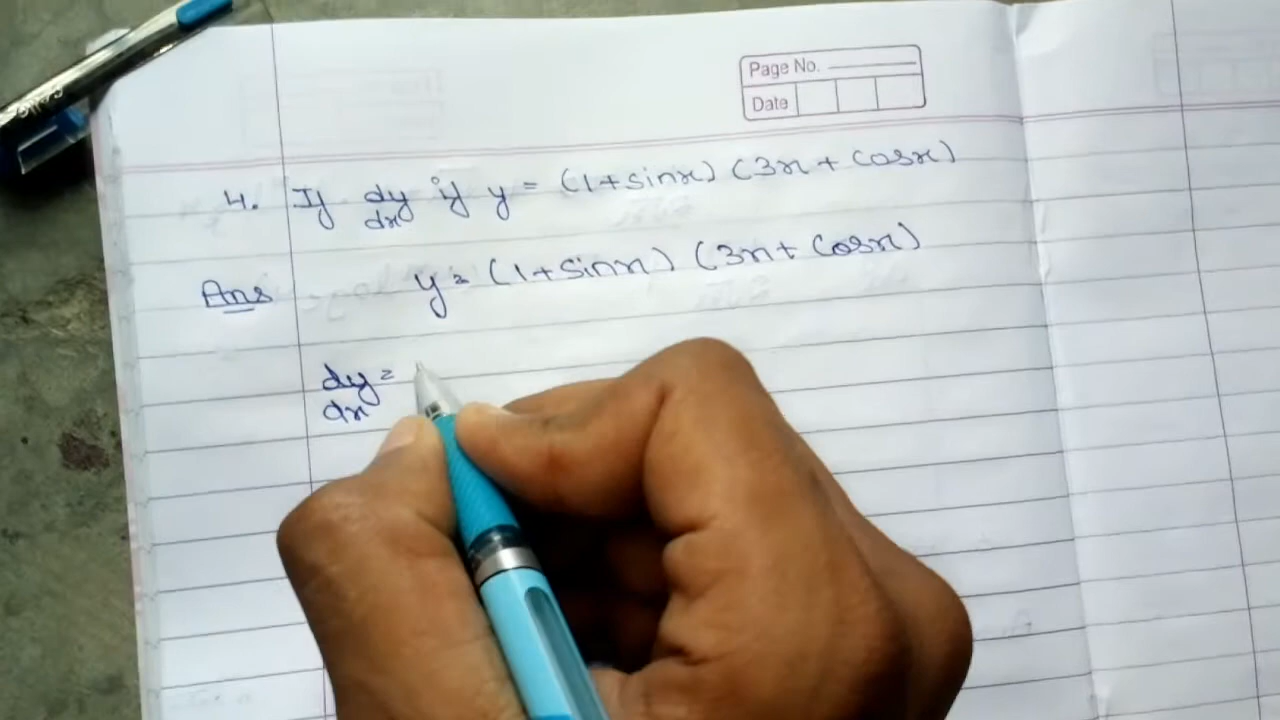 Page No.
Date
4. If dy/dx if y = (1+sinx) (3x + cosx)
Ans y = (1+sinx) (3x + cosx)
dy/dx =